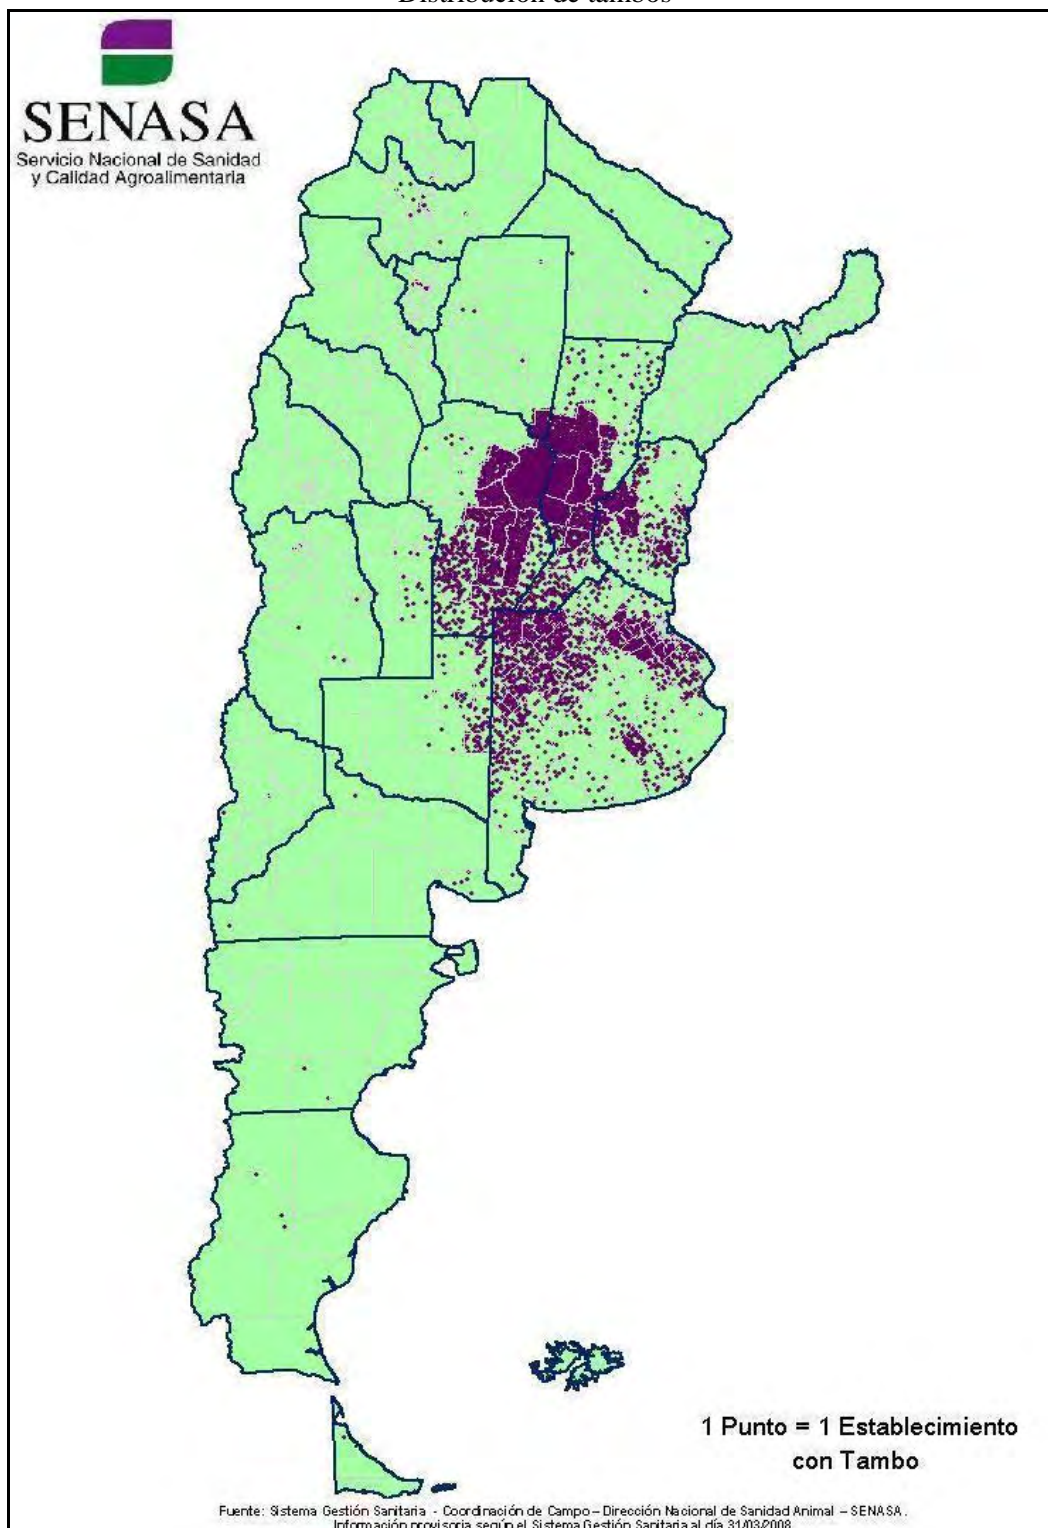 Distribución de tambos
SENASA
Servicio Nacional de Sanidad
y Calidad Agroalimentaria
1 Punto = 1 Establecimiento
con Tambo
Fuente: Sistema Gestión Sanitaria - Coordinación de Campo – Dirección Nacional de Sanidad Animal – SENASA.
Información provisoria según el Sistema Gestión Sanitaria al día 31/03/2008